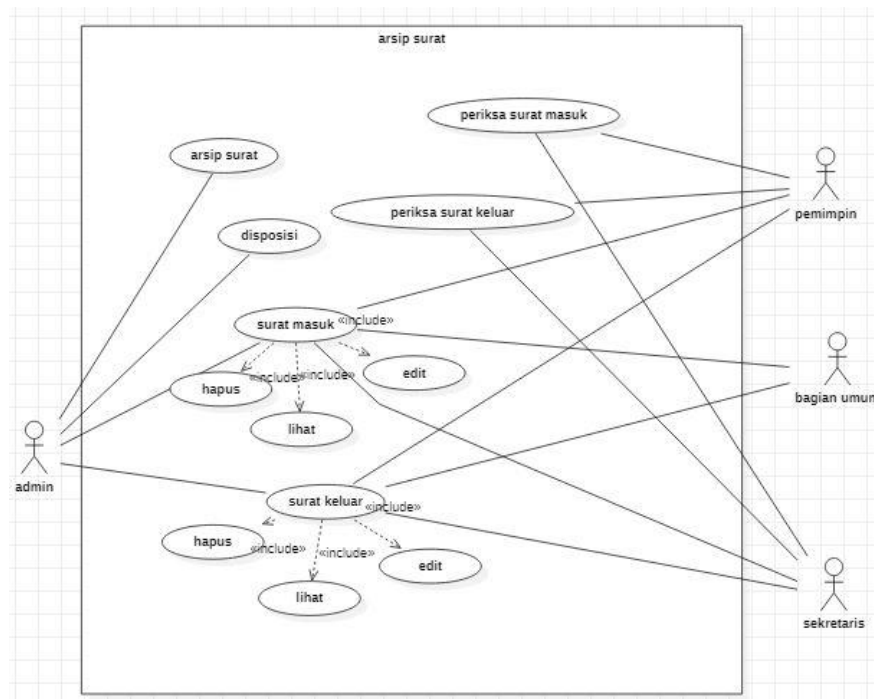 arsip surat
periksa surat masuk
arsip surat
periksa surat keluar
pemimpin
disposisi
surat masuk
«include»
hapus
«include»
«include»
edit
bagian umum
lihat
admin
surat keluar
«include»
hapus
«include»
«include»
edit
lihat
sekretaris